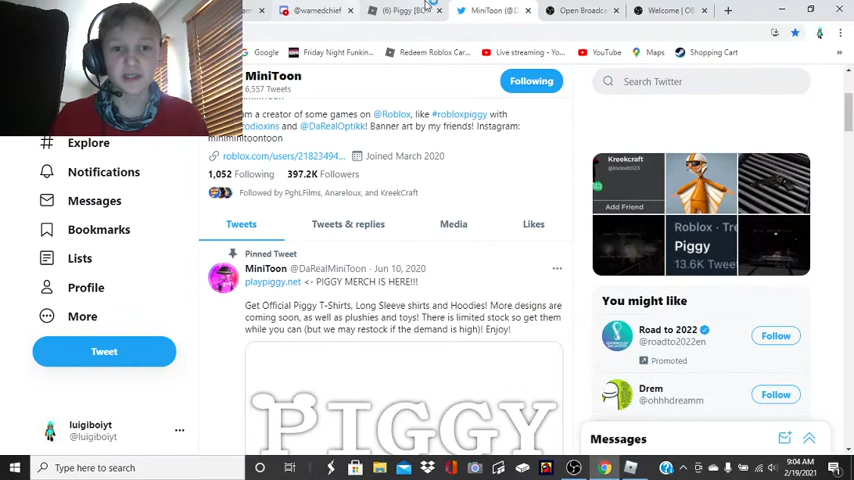 @warnedchief
(6) Piggy [BO
MiniToon (@D
Open Broadca
Welcome | OB
Google
Friday Night Funkin...
Redeem Roblox Car...
Live streaming - Yo...
YouTube
Maps
Shopping Cart
MiniToon
6,557 Tweets
Following
Search Twitter
am a creator of some games on @Roblox, like #robloxpiggy with
and @DaRealOptikk! Banner art by my friends! Instagram:
miniminitoontoon
roblox.com/users/21823494...
Joined March 2020
1,052 Following
397.2K Followers
Followed by PghLFilms, Anareloux, and KreekCraft
Tweets
Tweets & replies
Media
Likes
Explore
Notifications
Messages
Bookmarks
Lists
Profile
More
Tweet
luigiboiyt
@luigiboiyt
Pinned Tweet
MiniToon @DaRealMiniToon · Jun 10, 2020
playpiggy.net <- PIGGY MERCH IS HERE!!!
Get Official Piggy T-Shirts, Long Sleeve shirts and Hoodies! More designs are
coming soon, as well as plushies and toys! There is limited stock so get them
while you can (but we may restock if the demand is high)! Enjoy!
PIGGY
Kreekcraft
Add Friend
Roblox · Tre
Piggy
13.6K Twee
You might like
Road to 2022
@roadto2022en
Follow
Promoted
Drem
@ohhhdreamm
Follow
Messages
Type here to search
9:04 AM
2/19/2021